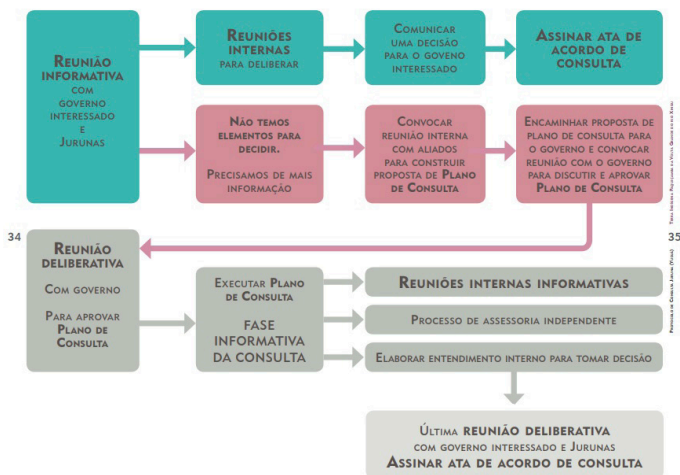 REUNIÃO
INFORMATIVA
COM
GOVERNO
INTERESSADO
E
JURUNAS
REUNIÕES
INTERNAS
PARA DELIBERAR
COMUNICAR
UMA DECISÃO
PARA O GOVENO
INTERESSADO
ASSINAR ATA DE
ACORDO DE
CONSULTA
NÃO TEMOS
ELEMENTOS PARA
DECIDIR.
PRECISAMOS DE MAIS
INFORMAÇÃO
CONVOCAR
REUNIÃO INTERNA
COM ALIADOS
PARA CONSTRUIR
PROPOSTA DE PLANO
DE CONSULTA
ENCAMINHAR PROPOSTA DE
PLANO DE CONSULTA PARA
O GOVERNO E CONVOCAR
REUNIÃO COM O GOVERNO
PARA DISCUTIR E APROVAR
PLANO DE CONSULTA
34
REUNIÃO
DELIBERATIVA
COM GOVERNO
PARA APROVAR
PLANO DE
CONSULTA
EXECUTAR PLANO
DE CONSULTA
FASE
INFORMATIVA
DA CONSULTA
REUNIÕES INTERNAS INFORMATIVAS
PROCESSO DE ASSESSORIA INDEPENDENTE
ELABORAR ENTENDIMENTO INTERNO PARA TOMAR DECISÃO
ÚLTIMA REUNIÃO DELIBERATIVA
COM GOVERNO INTERESSADO E JURUNAS
ASSINAR ATA DE ACORDO DE CONSULTA
35
PROTOCOLO DE CONSULTA JURUNA (YUDJÁ)